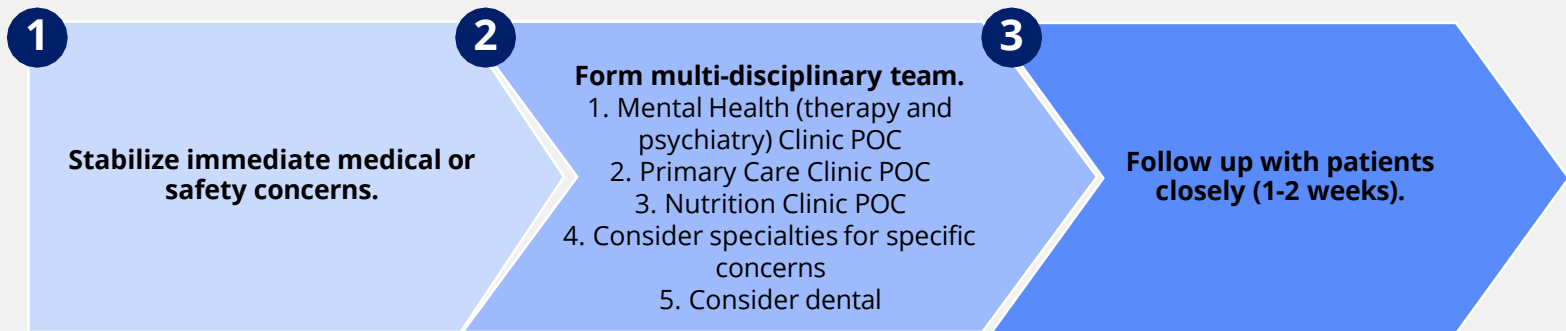 1
Stabilize immediate medical or
safety concerns.
2
Form multi-disciplinary team.
1. Mental Health (therapy and
psychiatry) Clinic POC
2. Primary Care Clinic POC
3. Nutrition Clinic POC
4. Consider specialties for specific
concerns
5. Consider dental
3
Follow up with patients
closely (1-2 weeks).